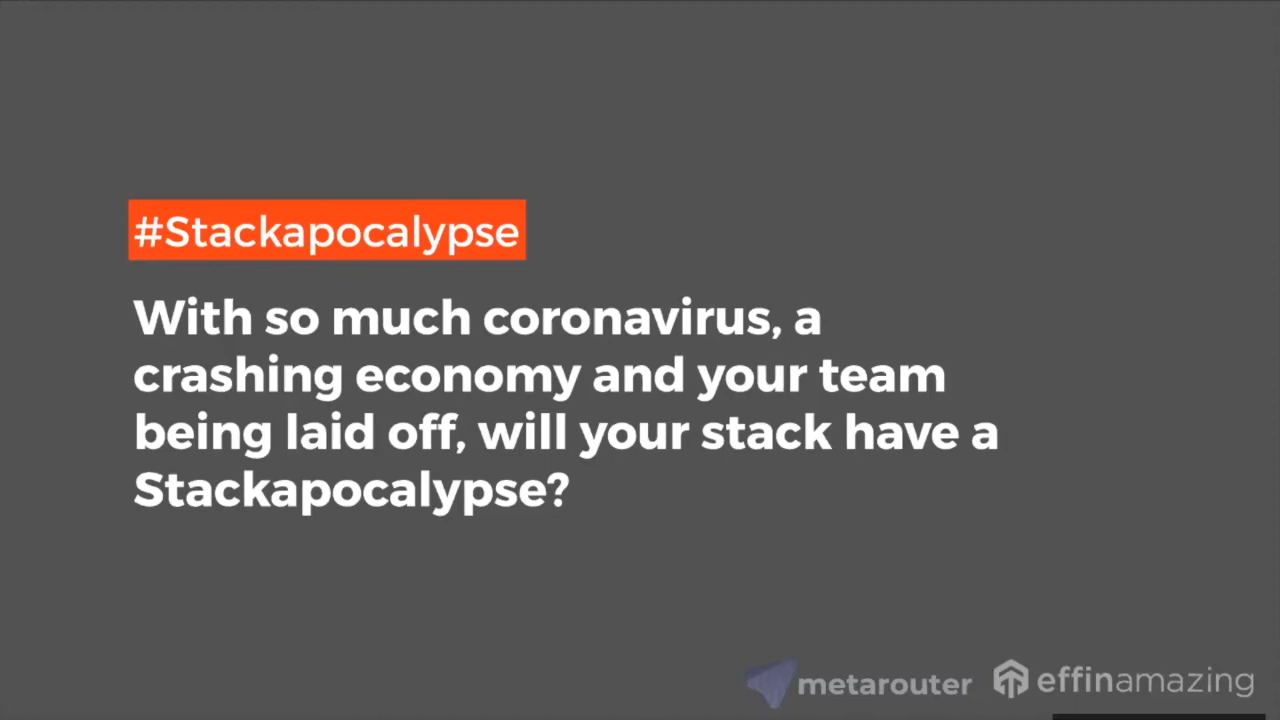 #Stackapocalypse
With so much coronavirus, a
crashing economy and your team
being laid off, will your stack have a
Stackapocalypse?
metarouter effinamazing